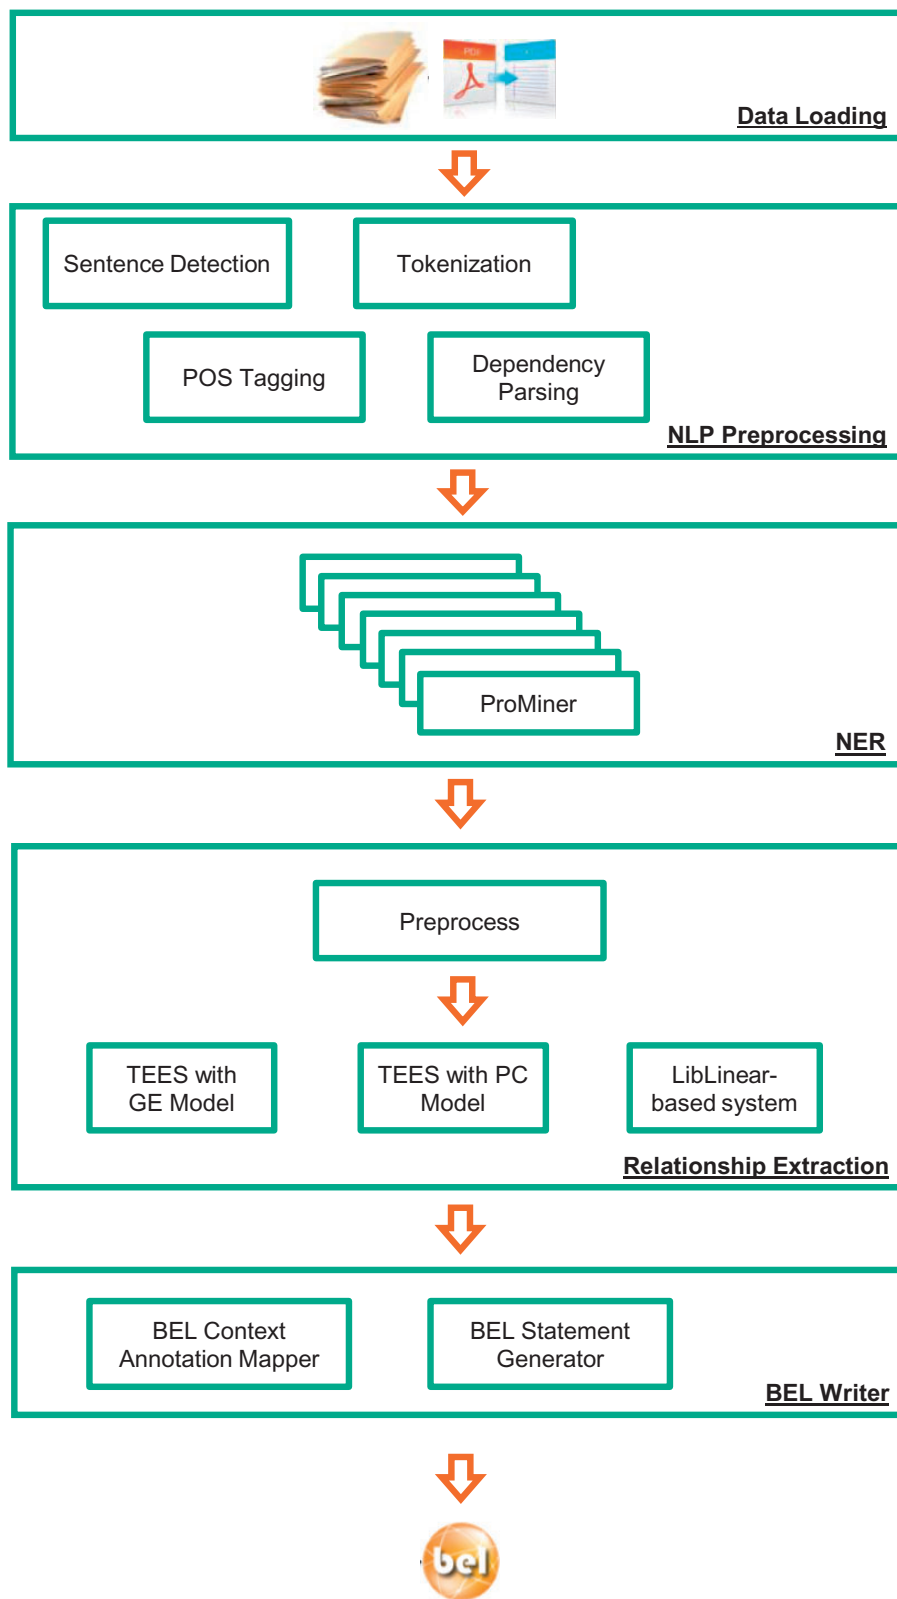 PDF
Data Loading
Sentence Detection
Tokenization
POS Tagging
Dependency
Parsing
NLP Preprocessing
ProMiner
NER
Preprocess
TEES with
GE Model
TEES with PC
Model
LibLinear-
based system
Relationship Extraction
BEL Context
Annotation Mapper
BEL Statement
Generator
BEL Writer
bel